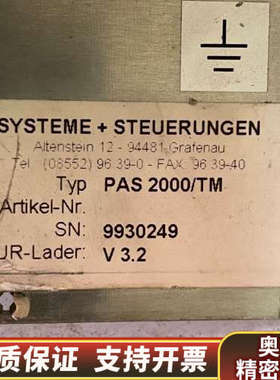 SYSTEME + STEUERUNGEN
Altenstein 12 - 94481 Grafenau
Tel. (08552) 96 39-0 - FAX 96 39-40
Typ PAS 2000/TM
Artikel-Nr.
SN: 9930249
UR-Lader: V 3.2
质保证 支持开票
奥
精密